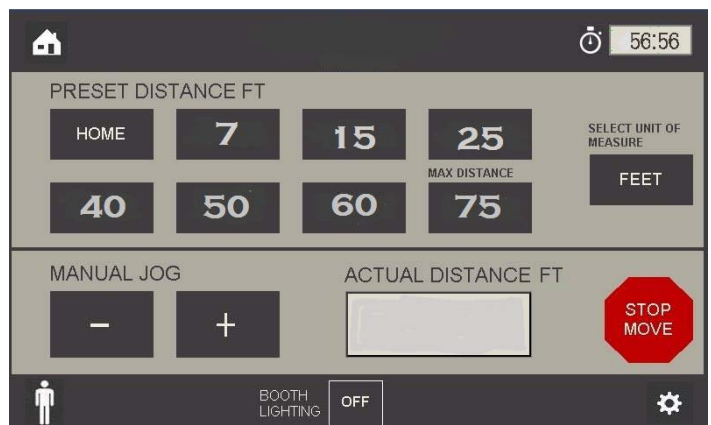 56:56
PRESET DISTANCE FT
HOME
7
15
25
SELECT UNIT OF
MEASURE
FEET
40
50
60
MAX DISTANCE
75
MANUAL JOG
-
+
ACTUAL DISTANCE FT
STOP
MOVE
BOOTH
LIGHTING
OFF